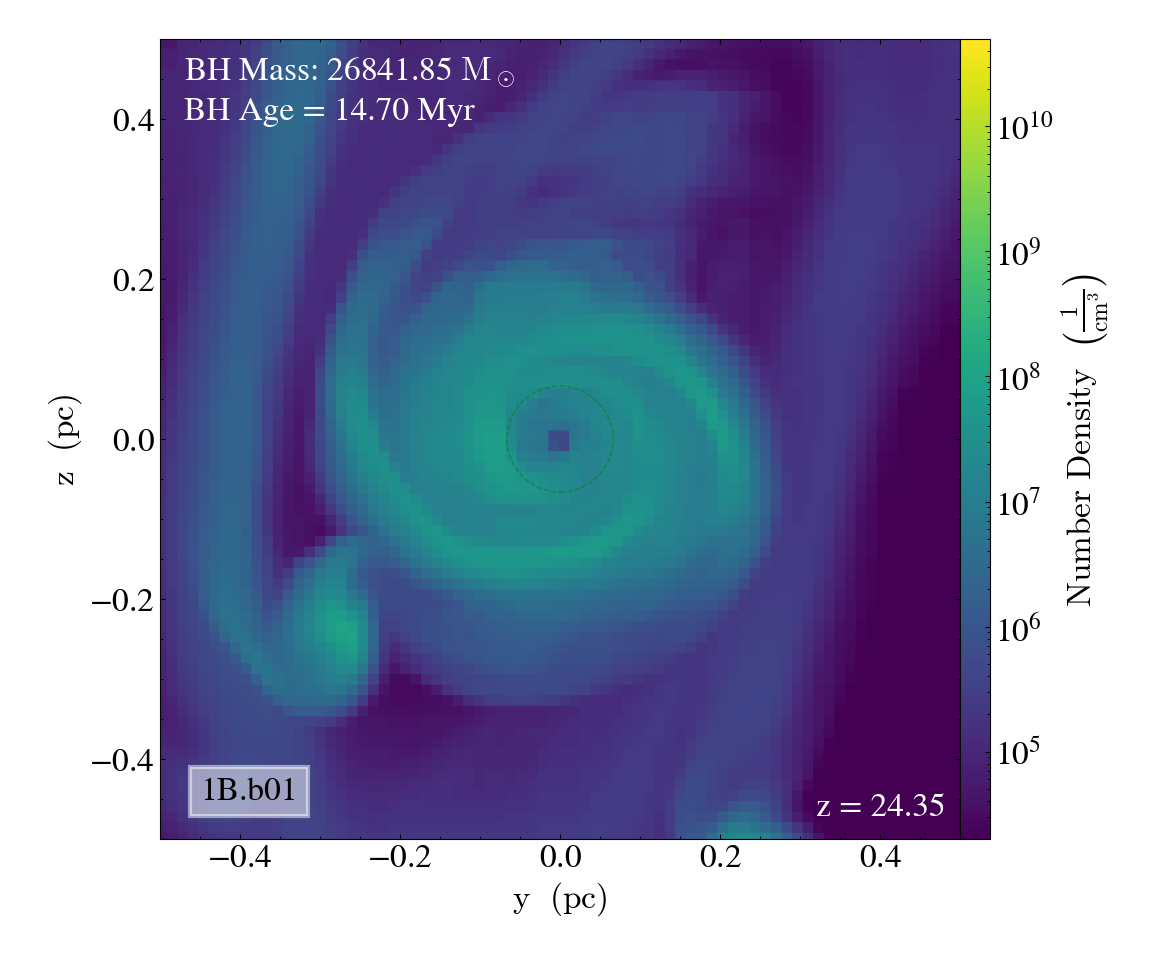 BH Mass: 26841.85 M⊙
BH Age = 14.70 Myr
0.4
0.2
0.0
−0.2
−0.4
z (pc)
1B.b01
z = 24.35
−0.4 −0.2 0.0 0.2 0.4
y (pc)
10¹⁰
10⁹
10⁸
10⁷
10⁶
10⁵
Number Density (1/cm³)